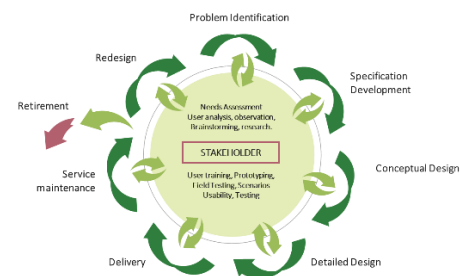 Problem Identification
Redesign
Specification
Development
Retirement
Needs Assessment
User analysis, observation,
Brainstorming, research.
STAKEHOLDER
User training, Prototyping,
Field Testing, Scenarios
Usability, Testing
Conceptual Design
Service
maintenance
Delivery
Detailed Design